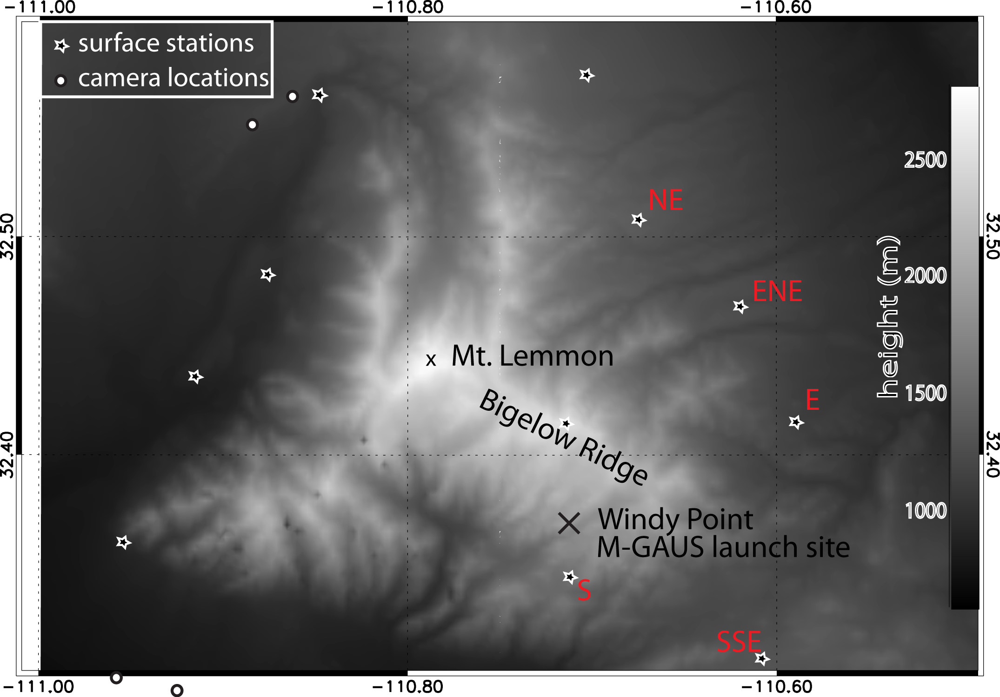 −111.00
−110.80
−110.60
surface stations
camera locations
2500
NE
32.50
32.50
2000
ENE
height (m)
Mt. Lemmon
1500
E
Bigelow Ridge
32.40
32.40
1000
Windy Point
M-GAUS launch site
S
SSE
−111.00
−110.80
−110.60
x